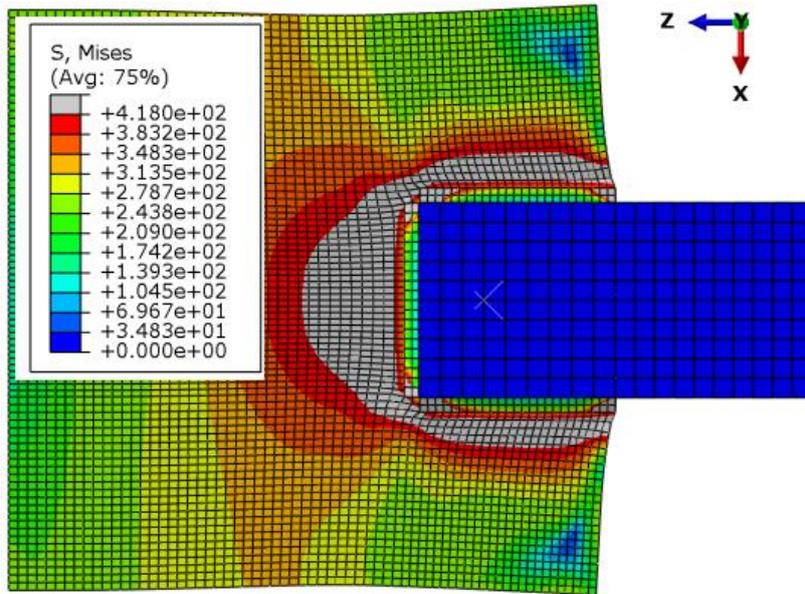 S, Mises
(Avg: 75%)
+4.180e+02
+3.832e+02
+3.483e+02
+3.135e+02
+2.787e+02
+2.438e+02
+2.090e+02
+1.742e+02
+1.393e+02
+1.045e+02
+6.967e+01
+3.483e+01
+0.000e+00
Z
Y
X